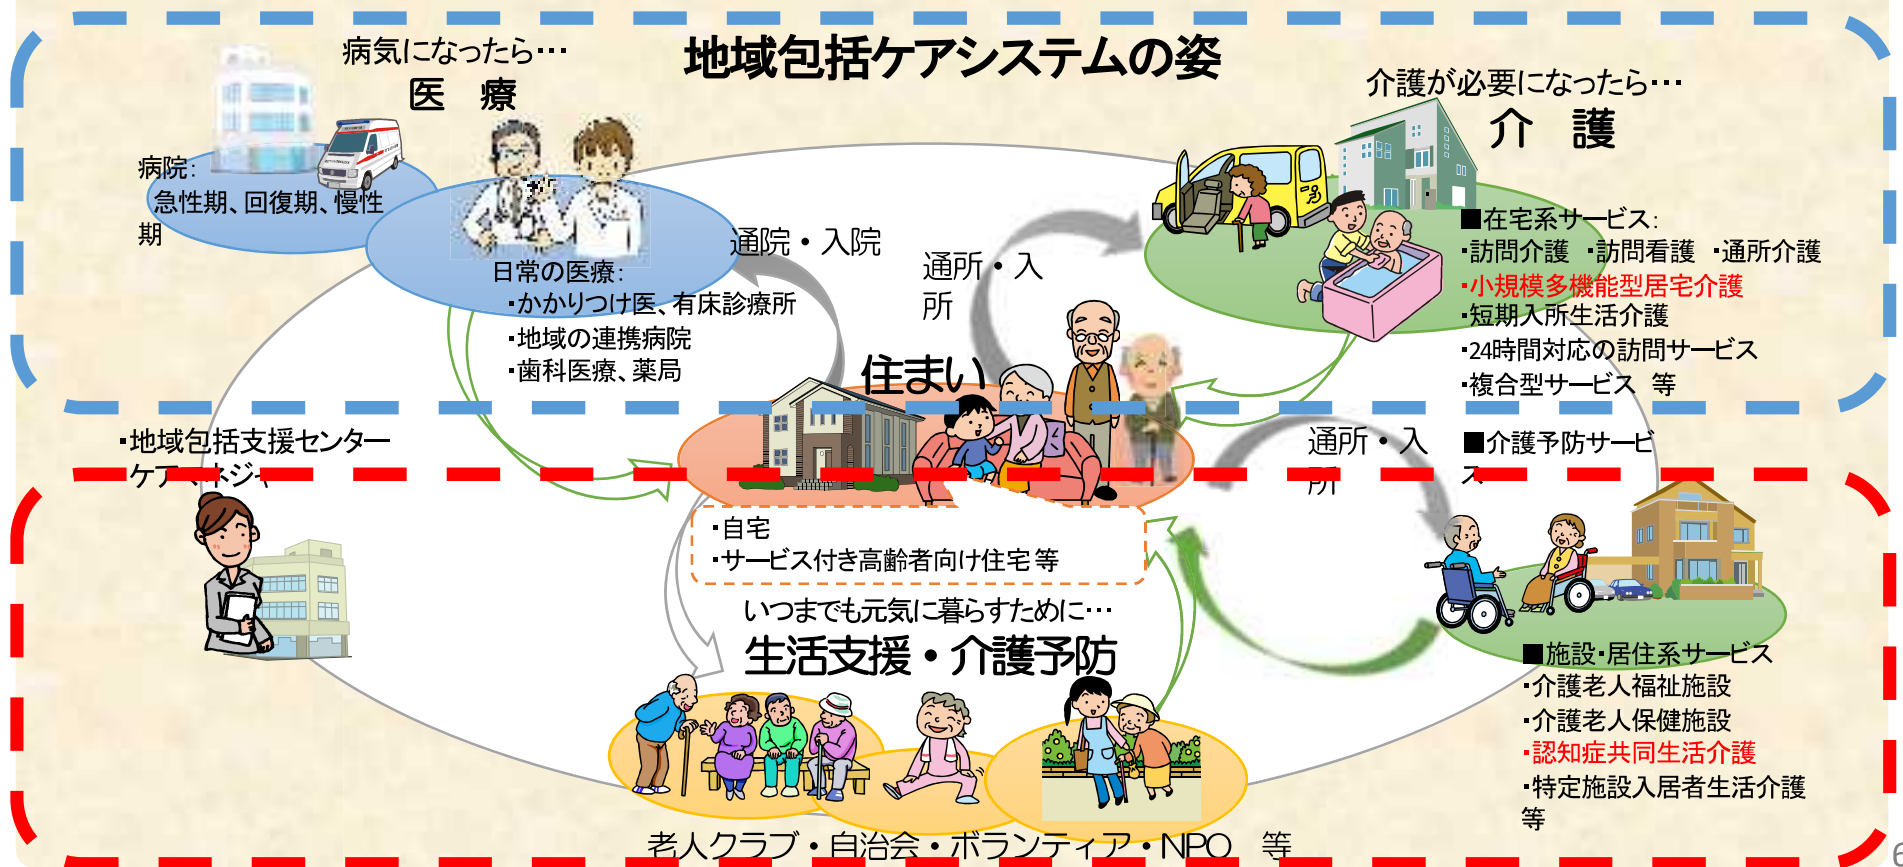 地域包括ケアシステムの姿
病気になったら･･･
医　療
病院:
急性期、回復期、慢性
期
日常の医療:
･かかりつけ医、有床診療所
･地域の連携病院
･歯科医療、薬局
通院・入院
通所・入
所
介護が必要になったら･･･
介　護
■在宅系サービス:
･訪問介護 ･訪問看護 ･通所介護
･小規模多機能型居宅介護
･短期入所生活介護
･24時間対応の訪問サービス
･複合型サービス 等
住まい
･地域包括支援センター
ケアマネジャ
通所・入
所
■介護予防サービ
ス
･自宅
･サービス付き高齢者向け住宅 等
いつまでも元気に暮らすために･･･
生活支援・介護予防
■施設･居住系サービス
･介護老人福祉施設
･介護老人保健施設
･認知症共同生活介護
･特定施設入居者生活介護
等
老人クラブ・自治会・ボランティア・NPO　等
6